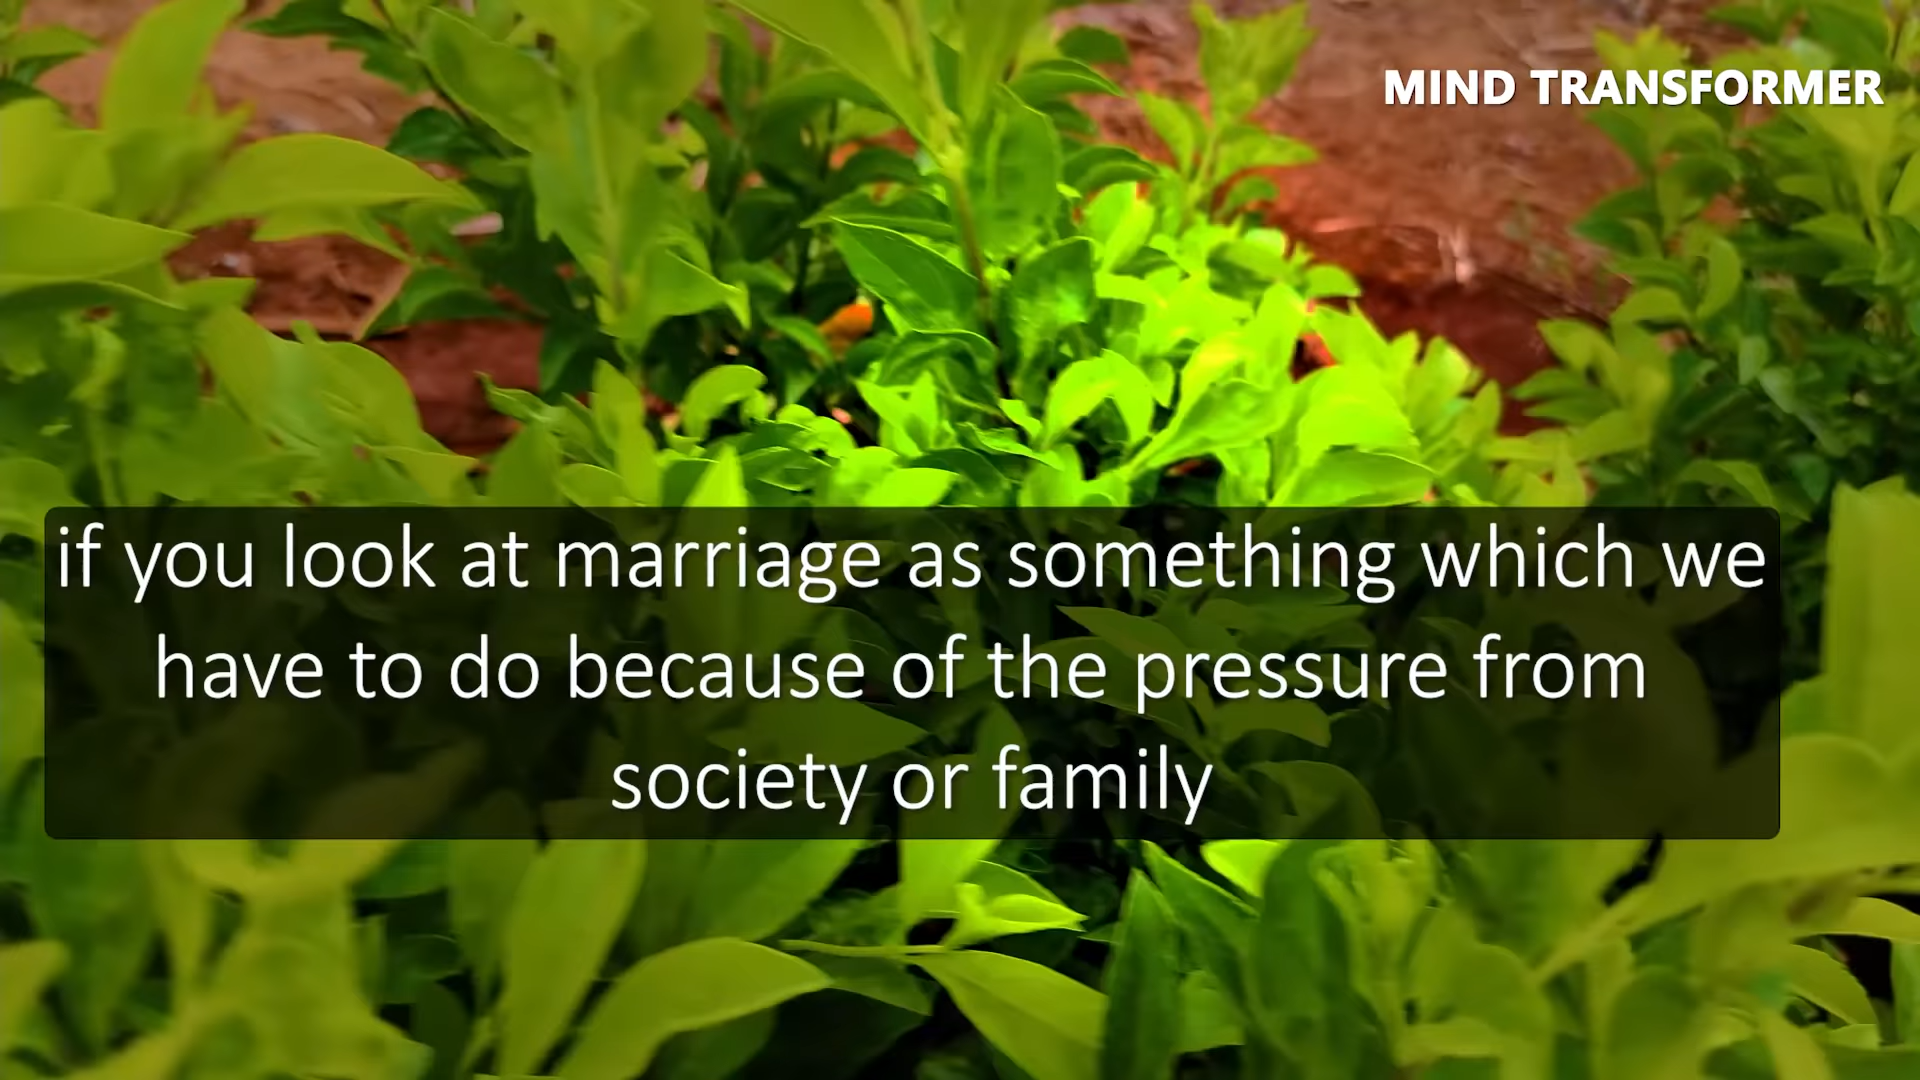 MIND TRANSFORMER
if you look at marriage as something which we
have to do because of the pressure from
society or family